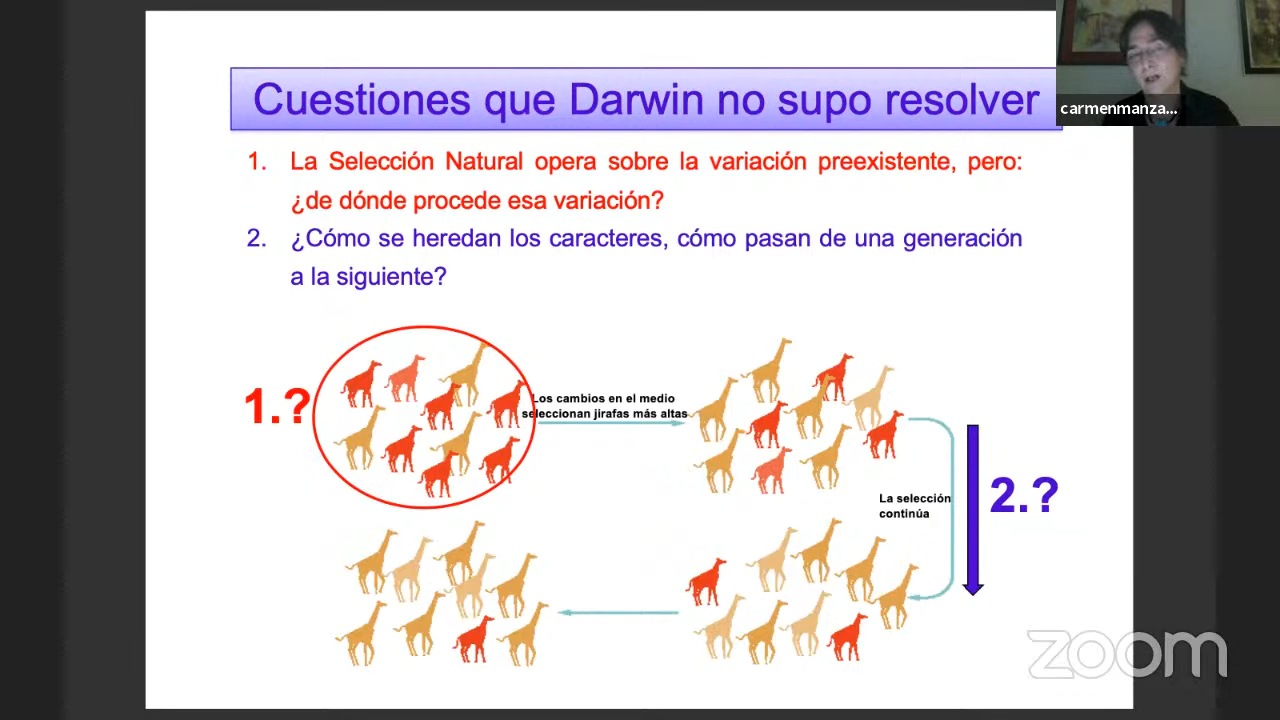 Cuestiones que Darwin no supo resolver
carmenmanza...
1. La Selección Natural opera sobre la variación preexistente, pero:
¿de dónde procede esa variación?
2. ¿Cómo se heredan los caracteres, cómo pasan de una generación
a la siguiente?
1.?
Los cambios en el medio
seleccionan jirafas más altas
La selección
continúa
2.?
zoom